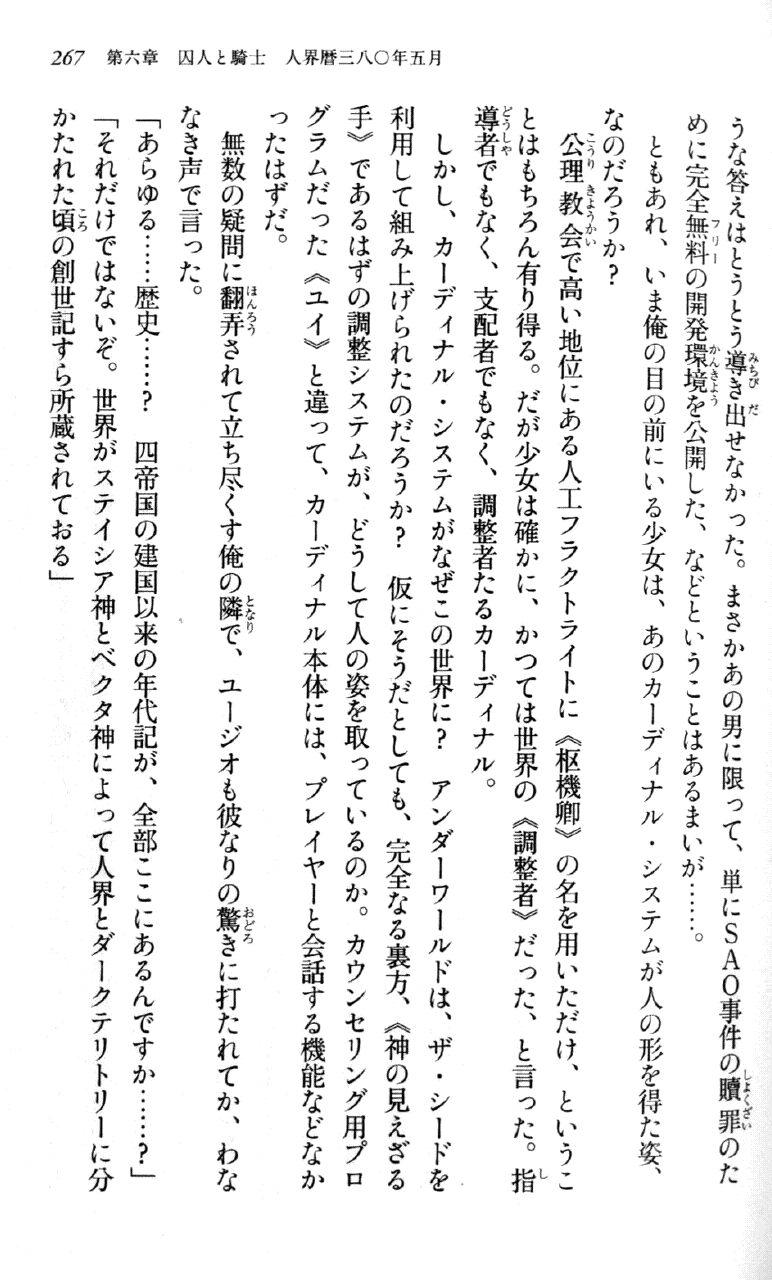 267　第六章　囚人と騎士　人界暦三八〇年五月
うな答えはとうとう導き出せなかった。まさかあの男に限って、単にＳＡＯ事件の贖罪のた
めに完全無料の開発環境を公開した、などということはあるまいが……。
　ともあれ、いま俺の目の前にいる少女は、あのカーディナル・システムが人の形を得た姿、
なのだろうか？
　公理教会で高い地位にある人工フラクトライトに《枢機卿》の名を用いただけ、というこ
とはもちろん有り得る。だが少女は確かに、かつては世界の《調整者》だった、と言った。指
導者でもなく、支配者でもなく、調整者たるカーディナル。
　しかし、カーディナル・システムがなぜこの世界に？　アンダーワールドは、ザ・シードを
利用して組み上げられたのだろうか？　仮にそうだとしても、完全なる裏方、《神の見えざる
手》であるはずの調整システムが、どうして人の姿を取っているのか。カウンセリング用プロ
グラムだった《ユイ》と違って、カーディナル本体には、プレイヤーと会話する機能などなか
ったはずだ。
　無数の疑問に翻弄されて立ち尽くす俺の隣で、ユージオも彼なりの驚きに打たれてか、わな
なき声で言った。
「あらゆる……歴史……？　四帝国の建国以来の年代記が、全部ここにあるんですか……？」
「それだけではないぞ。世界がステイシア神とベクタ神によって人界とダークテリトリーに分
かたれた頃の創世記すら所蔵されておる」